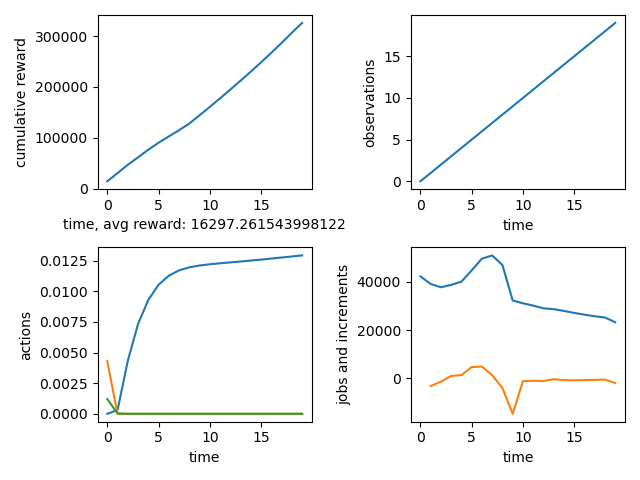 300000
200000
100000
0
cumulative reward
0 5 10 15
time, avg reward: 16297.261543998122
15
10
5
0
observations
0 5 10 15
time
0.0125
0.0100
0.0075
0.0050
0.0025
0.0000
actions
0 5 10 15
time
40000
20000
0
jobs and increments
0 5 10 15
time